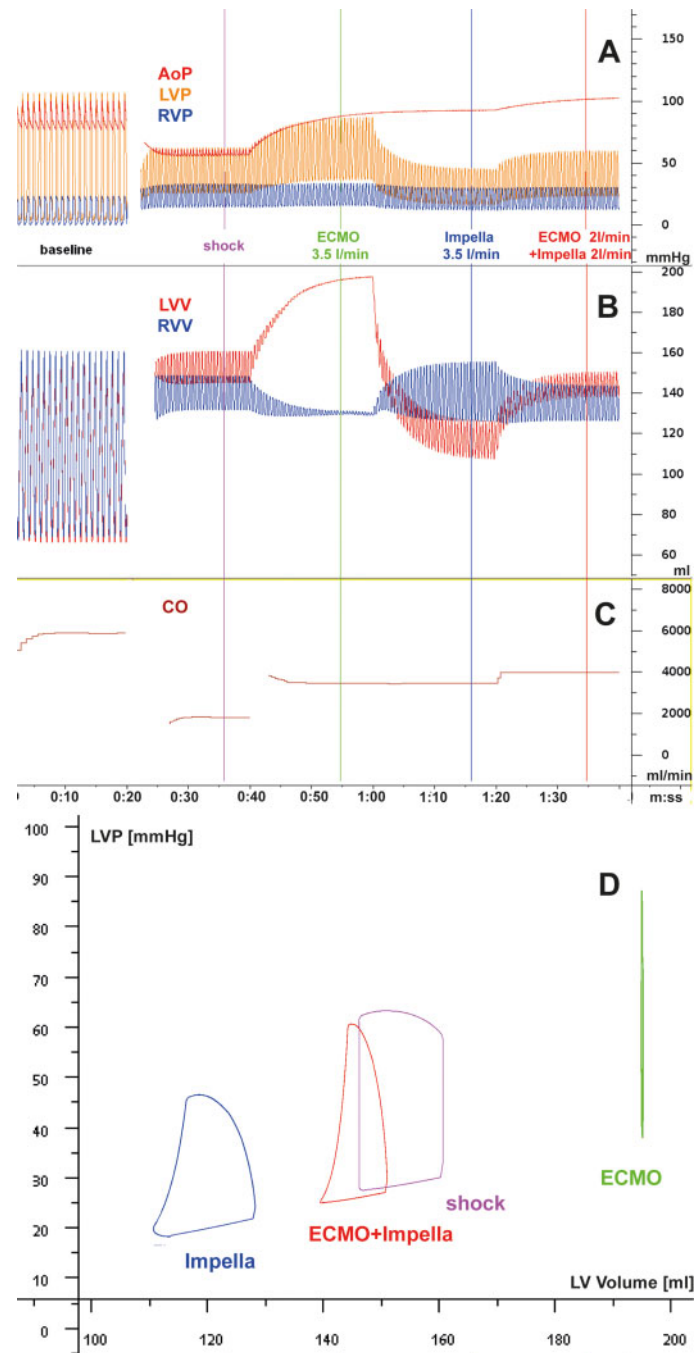 150
A
AoP
LVP
RVP
100
50
0
baseline
shock
ECMO
3.5 l/min
Impella
3.5 l/min
ECMO 2l/min
+Impella 2l/min
mmHg
200
LVV
RVV
B
180
160
140
120
100
80
60
ml
8000
CO
C
6000
4000
2000
0
ml/min
0:10 0:20 0:30 0:40 0:50 1:00 1:10 1:20 1:30 m:ss
100
LVP [mmHg]
D
90
80
70
60
50
40
30
ECMO
shock
20
ECMO+Impella
Impella
10
LV Volume [ml]
0
100 120 140 160 180 200